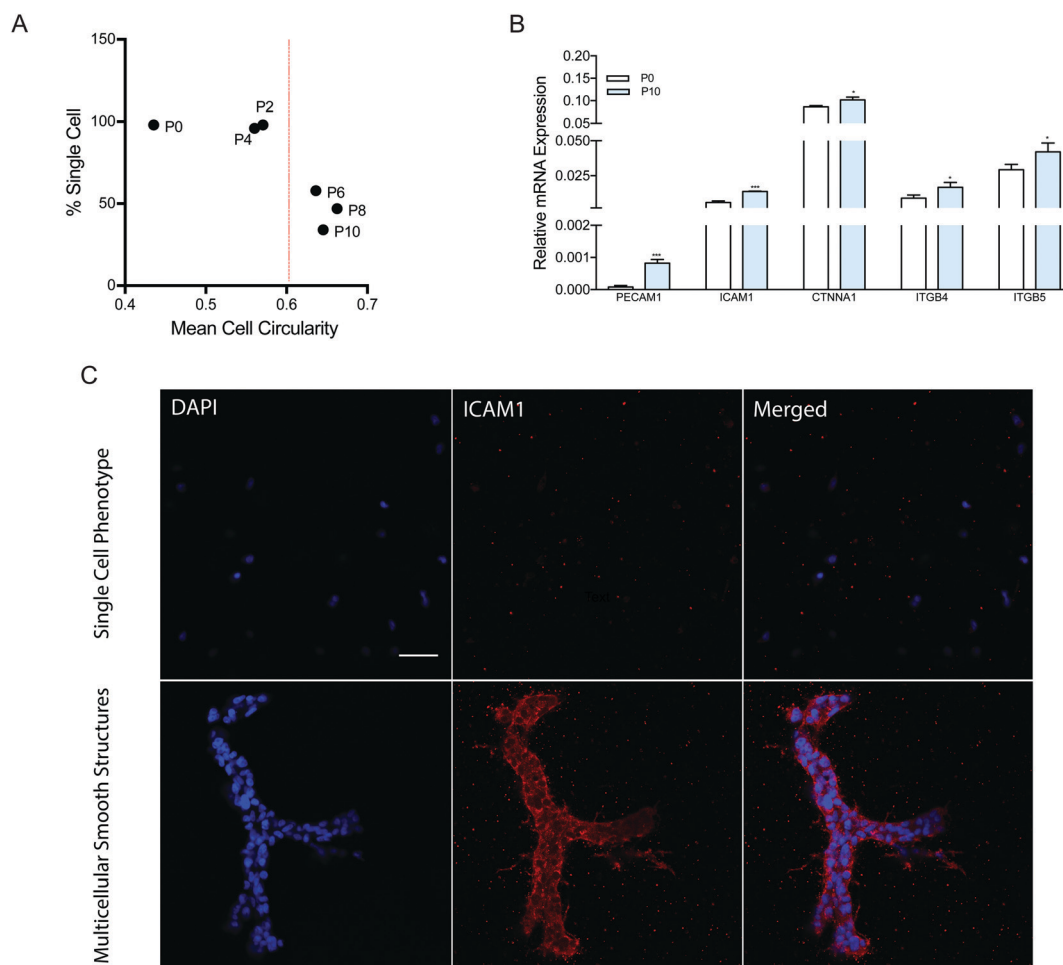 A
150
100
50
0
% Single Cell
P0
P2
P4
P6
P8
P10
0.4 0.5 0.6 0.7
Mean Cell Circularity
B
Relative mRNA Expression
0.20
0.15
0.10
0.05
0.050
0.025
0.002
0.001
0.000
P0
P10
***
***
*
*
*
PECAM1 ICAM1 CTNNA1 ITGB4 ITGB5
C
DAPI ICAM1 Merged
Single Cell Phenotype
Text
Multicellular Smooth Structures